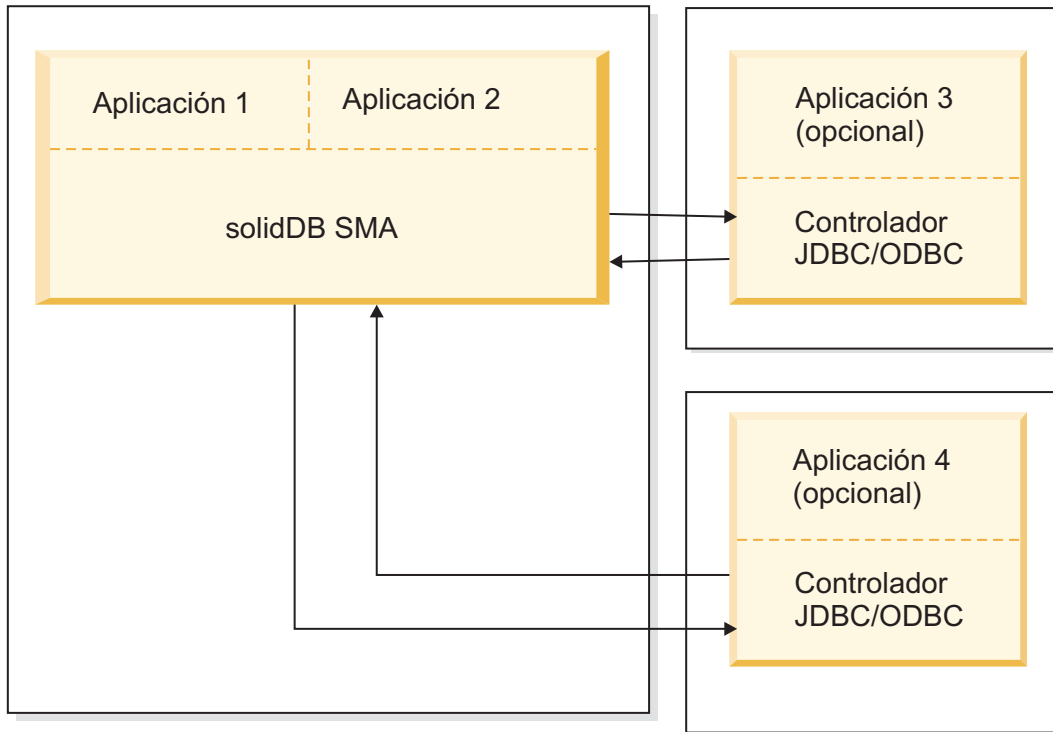 Aplicación 1
Aplicación 2
solidDB SMA
Aplicación 3
(opcional)
Controlador
JDBC/ODBC
Aplicación 4
(opcional)
Controlador
JDBC/ODBC